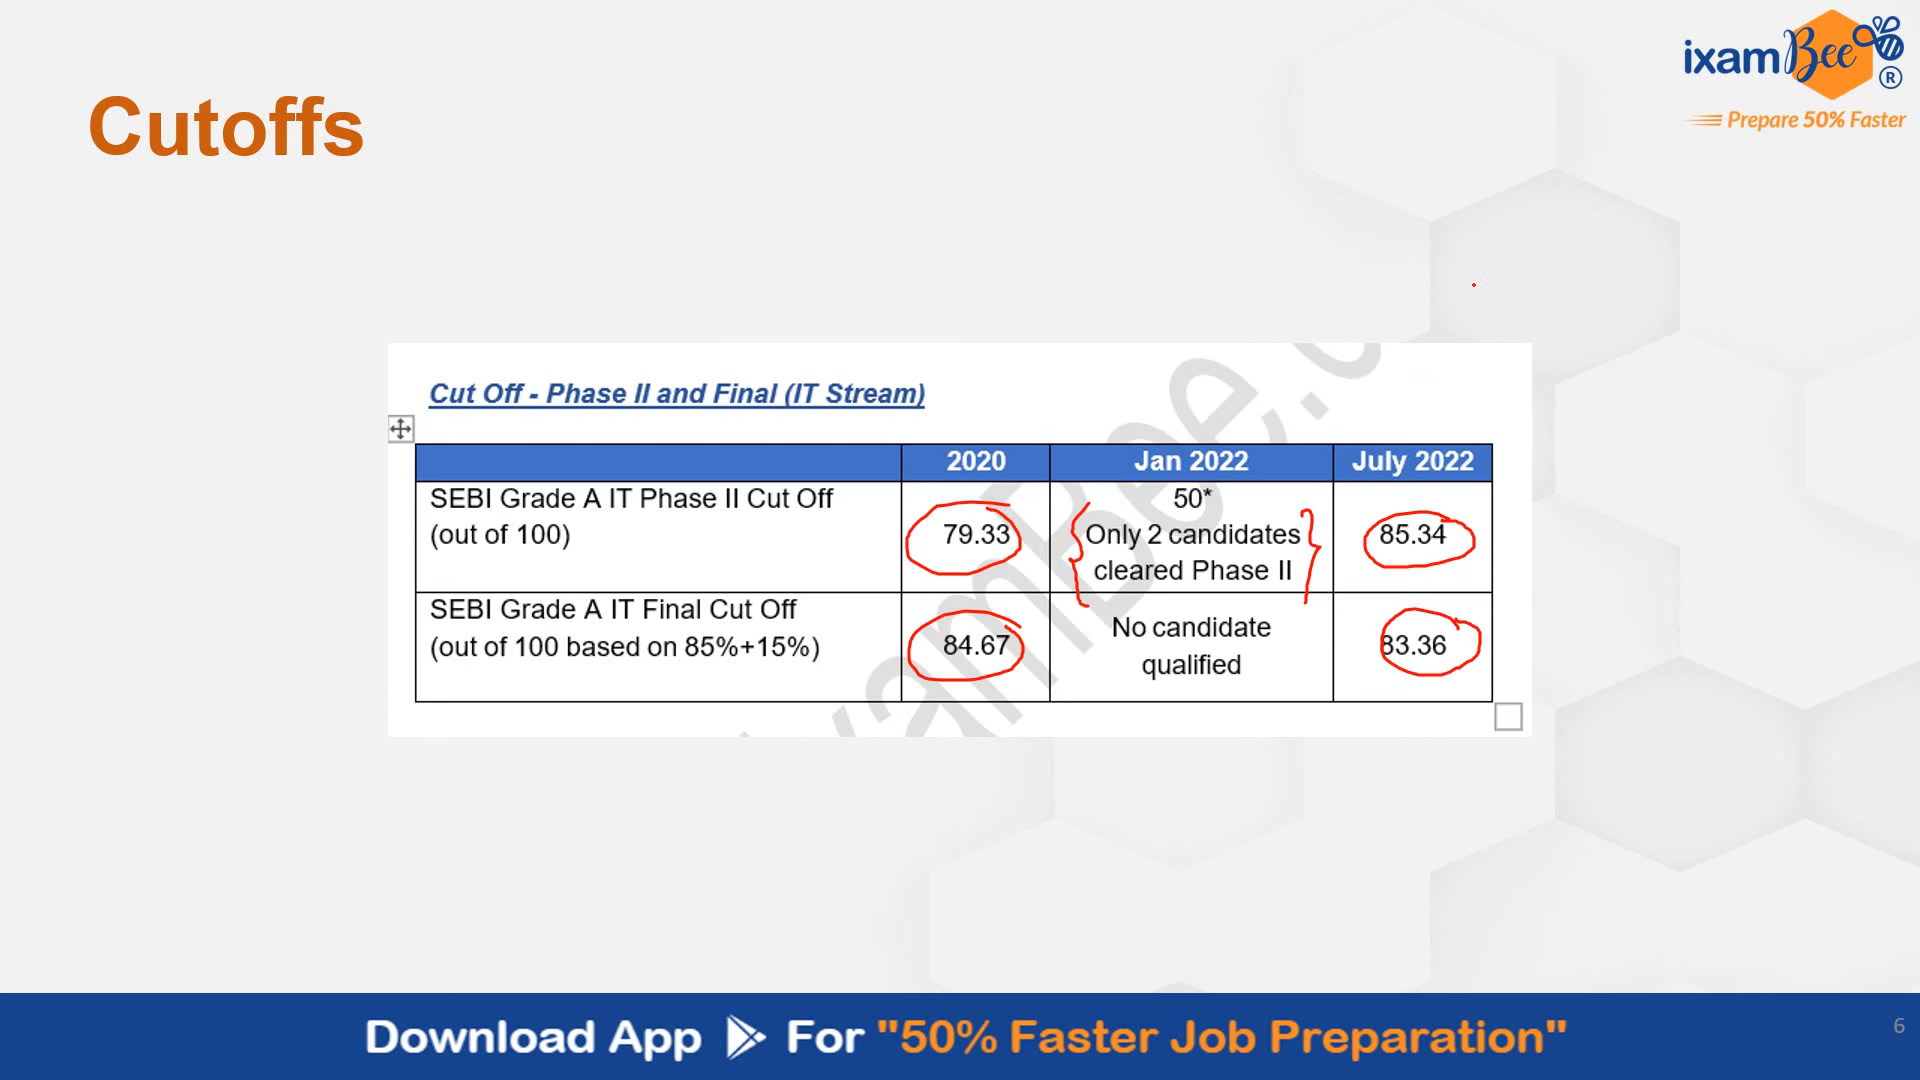 ixamBee®
Prepare 50% Faster
Cutoffs
Cut Off - Phase II and Final (IT Stream)
2020 Jan 2022 July 2022
SEBI Grade A IT Phase II Cut Off
(out of 100)
79.33
50*
Only 2 candidates
cleared Phase II
85.34
SEBI Grade A IT Final Cut Off
(out of 100 based on 85%+15%)
84.67
No candidate
qualified
83.36
ixamBee.
Download App For "50% Faster Job Preparation"
6